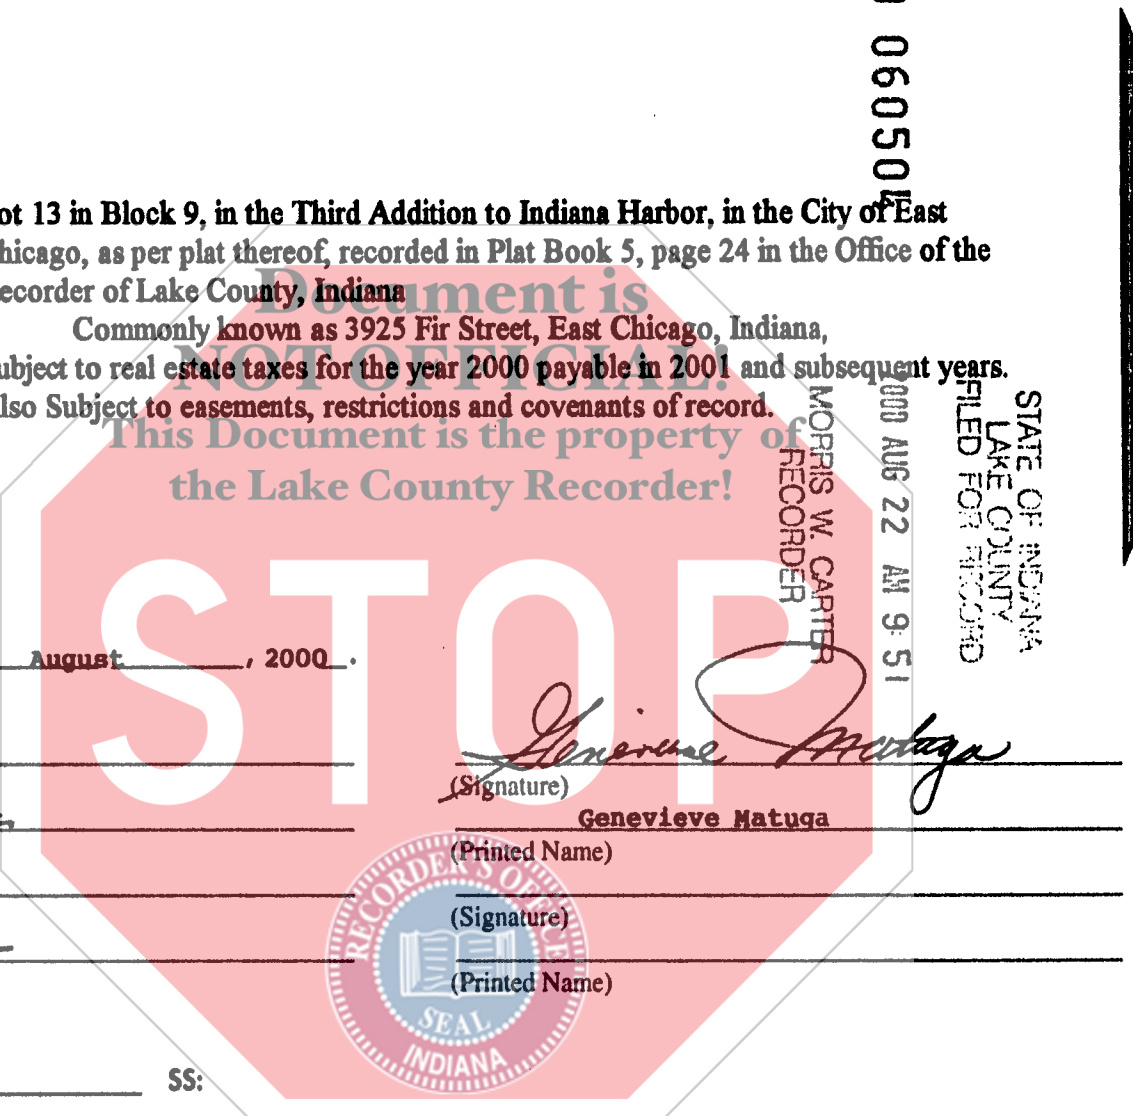 060504
ot 13 in Block 9, in the Third Addition to Indiana Harbor, in the City of East
hicago, as per plat thereof, recorded in Plat Book 5, page 24 in the Office of the
ecorder of Lake County, Indiana
Commonly known as 3925 Fir Street, East Chicago, Indiana,
ubject to real estate taxes for the year 2000 payable in 2001 and subsequent years.
lso Subject to easements, restrictions and covenants of record.
Document is
NOT OFFICIAL!
This Document is the property of
the Lake County Recorder!
STOP
STATE OF INDIANA
LAKE COUNTY
FILED FOR RECORD
000 AUG 22 AM 9:51
MORRIS W. CARTER
RECORDER
August , 2000 .
Genevieve Matuga
(Signature)
Genevieve Matuga
(Printed Name)
(Signature)
(Printed Name)
RECORDER'S OFFICE
SEAL
INDIANA
SS: